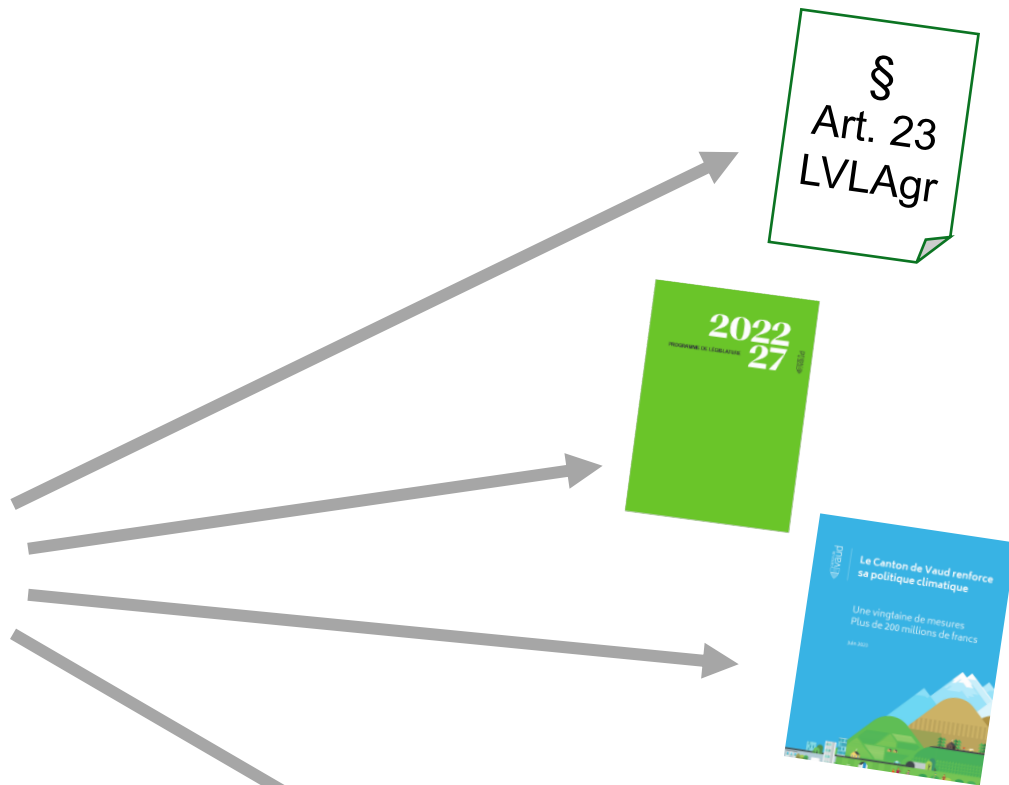 §
Art. 23
LVLAgr
2022
27
PROGRAMME DE LÉGISLATURE
vaud
Le Canton de Vaud renforce
sa politique climatique
Une vingtaine de mesures
Plus de 200 millions de francs